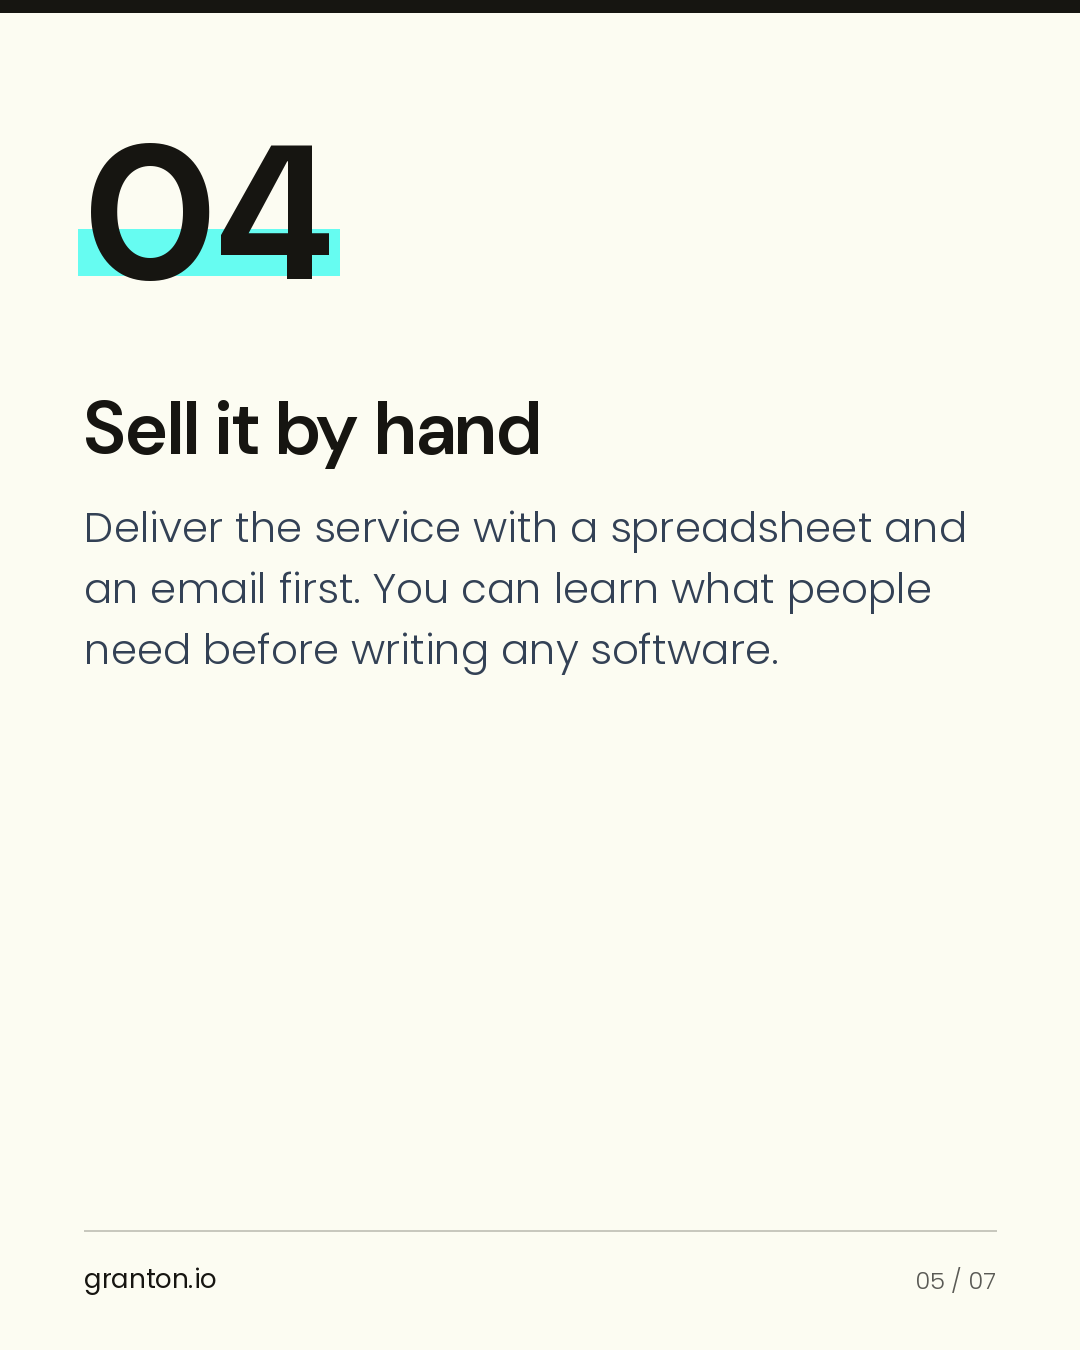 04
Sell it by hand
Deliver the service with a spreadsheet and
an email first. You can learn what people
need before writing any software.
granton.io
05 / 07